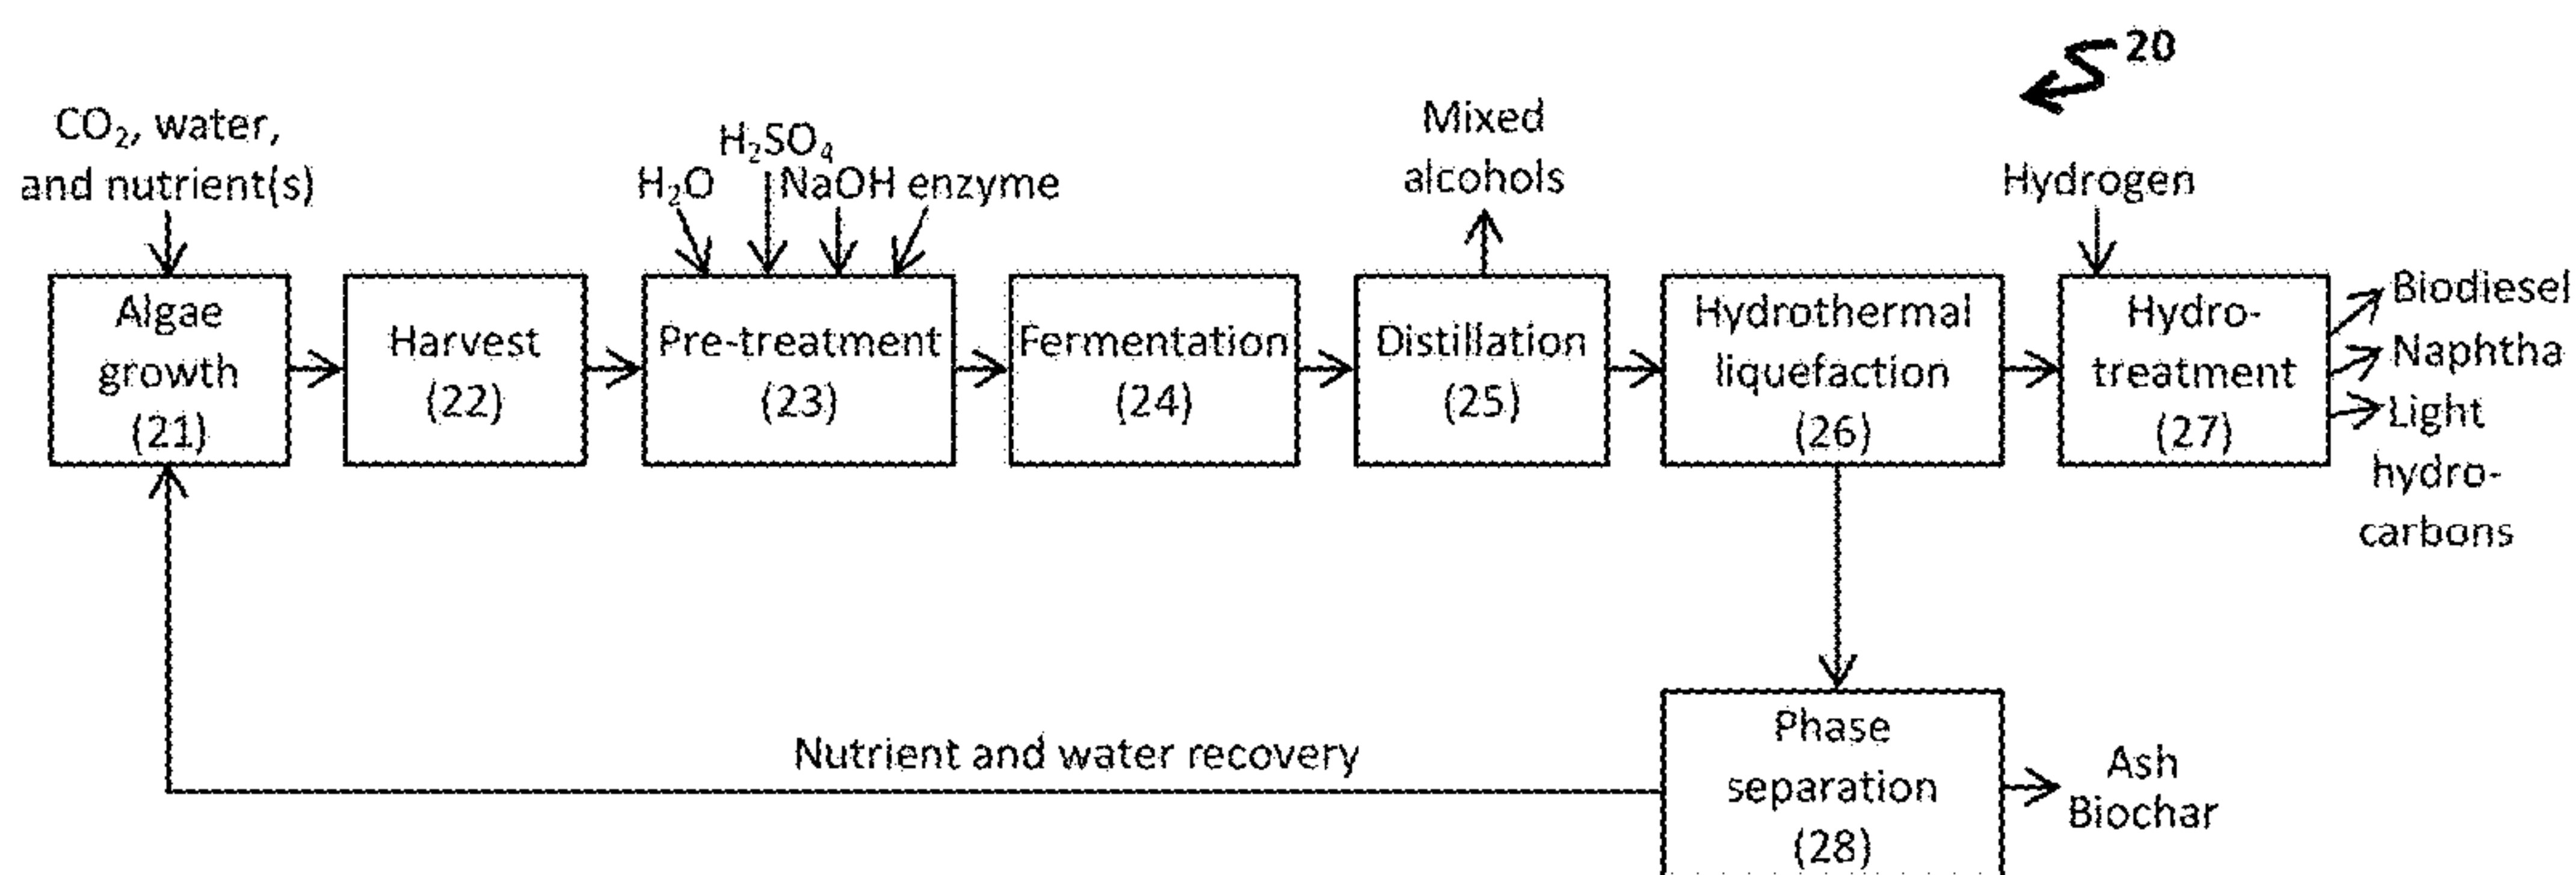 20
CO₂, water,
and nutrient(s)
H₂O
H₂SO₄
NaOH
enzyme
Mixed
alcohols
Hydrogen
Algae
growth
(21)
Harvest
(22)
Pre-treatment
(23)
Fermentation
(24)
Distillation
(25)
Hydrothermal
liquefaction
(26)
Hydro-
treatment
(27)
Biodiesel
Naphtha
Light
hydro-
carbons
Nutrient and water recovery
Phase
separation
(28)
Ash
Biochar